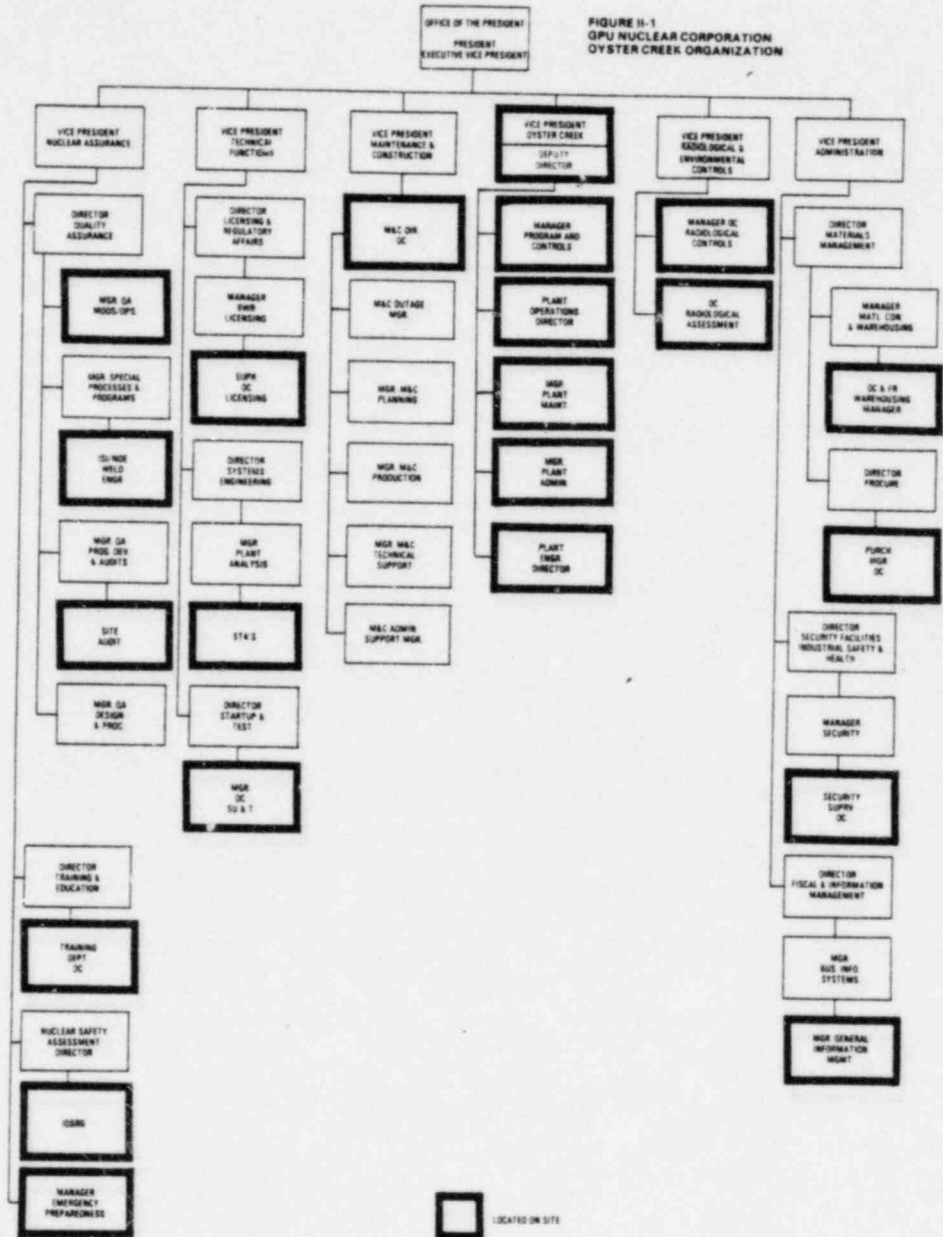 OFFICE OF THE PRESIDENT
PRESIDENT
EXECUTIVE VICE PRESIDENT
FIGURE II-1
GPU NUCLEAR CORPORATION
OYSTER CREEK ORGANIZATION
VICE PRESIDENT
NUCLEAR ASSURANCE
DIRECTOR
QUALITY
ASSURANCE
MGR. QA
MODS/OPS.
MGR. SPECIAL
PROCESSES &
PROGRAMS
ISI/NDE
WELD
ENGR
MGR QA
PROG. DEV
& AUDITS
SITE
AUDIT
MGR. QA
DESIGN
& PROC.
DIRECTOR
TRAINING &
EDUCATION
TRAINING
DEPT
OC
NUCLEAR SAFETY
ASSESSMENT
DIRECTOR
IOSRG
MANAGER
EMERGENCY
PREPAREDNESS
VICE PRESIDENT
TECHNICAL
FUNCTIONS
DIRECTOR
LICENSING &
REGULATORY
AFFAIRS
MANAGER
BWR
LICENSING
SUPR.
OC
LICENSING
DIRECTOR
SYSTEMS
ENGINEERING
MGR
PLANT
ANALYSIS
STA'S
DIRECTOR
STARTUP &
TEST
MGR
OC
SU & T
VICE PRESIDENT
MAINTENANCE &
CONSTRUCTION
M&C DIR.
OC
M&C OUTAGE
MGR.
MGR. M&C
PLANNING
MGR. M&C
PRODUCTION
MGR. M&C
TECHNICAL
SUPPORT
M&C ADMIN
SUPPORT MGR.
VICE PRESIDENT
OYSTER CREEK
DEPUTY
DIRECTOR
MANAGER
PROGRAM AND
CONTROLS
PLANT
OPERATIONS
DIRECTOR
MGR
PLANT
MAINT
MGR.
PLANT
ADMIN.
PLANT
ENGR
DIRECTOR
VICE PRESIDENT
RADIOLOGICAL &
ENVIRONMENTAL
CONTROLS
MANAGER OC
RADIOLOGICAL
CONTROLS
OC
RADIOLOGICAL
ASSESSMENT
VICE PRESIDENT
ADMINISTRATION
DIRECTOR
MATERIALS
MANAGEMENT
MANAGER
MATL. CON.
& WAREHOUSING
OC & FR
WAREHOUSING
MANAGER
DIRECTOR
PROCURE
PURCH
MGR.
OC
DIRECTOR
SECURITY FACILITIES
INDUSTRIAL SAFETY &
HEALTH
MANAGER
SECURITY
SECURITY
SUPRV
OC
DIRECTOR
FISCAL & INFORMATION
MANAGEMENT
MGR
BUS. INFO.
SYSTEMS
MGR GENERAL
INFORMATION
MGMT
LOCATED ON SITE